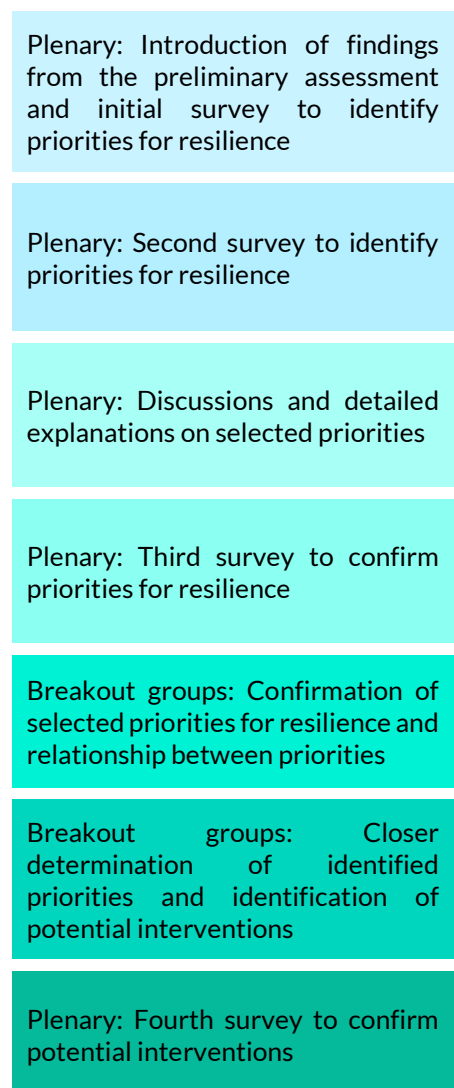 Plenary: Introduction of findings
from the preliminary assessment
and initial survey to identify
priorities for resilience
Plenary: Second survey to identify
priorities for resilience
Plenary: Discussions and detailed
explanations on selected priorities
Plenary: Third survey to confirm
priorities for resilience
Breakout groups: Confirmation of
selected priorities for resilience and
relationship between priorities
Breakout groups: Closer
determination of identified
priorities and identification of
potential interventions
Plenary: Fourth survey to confirm
potential interventions